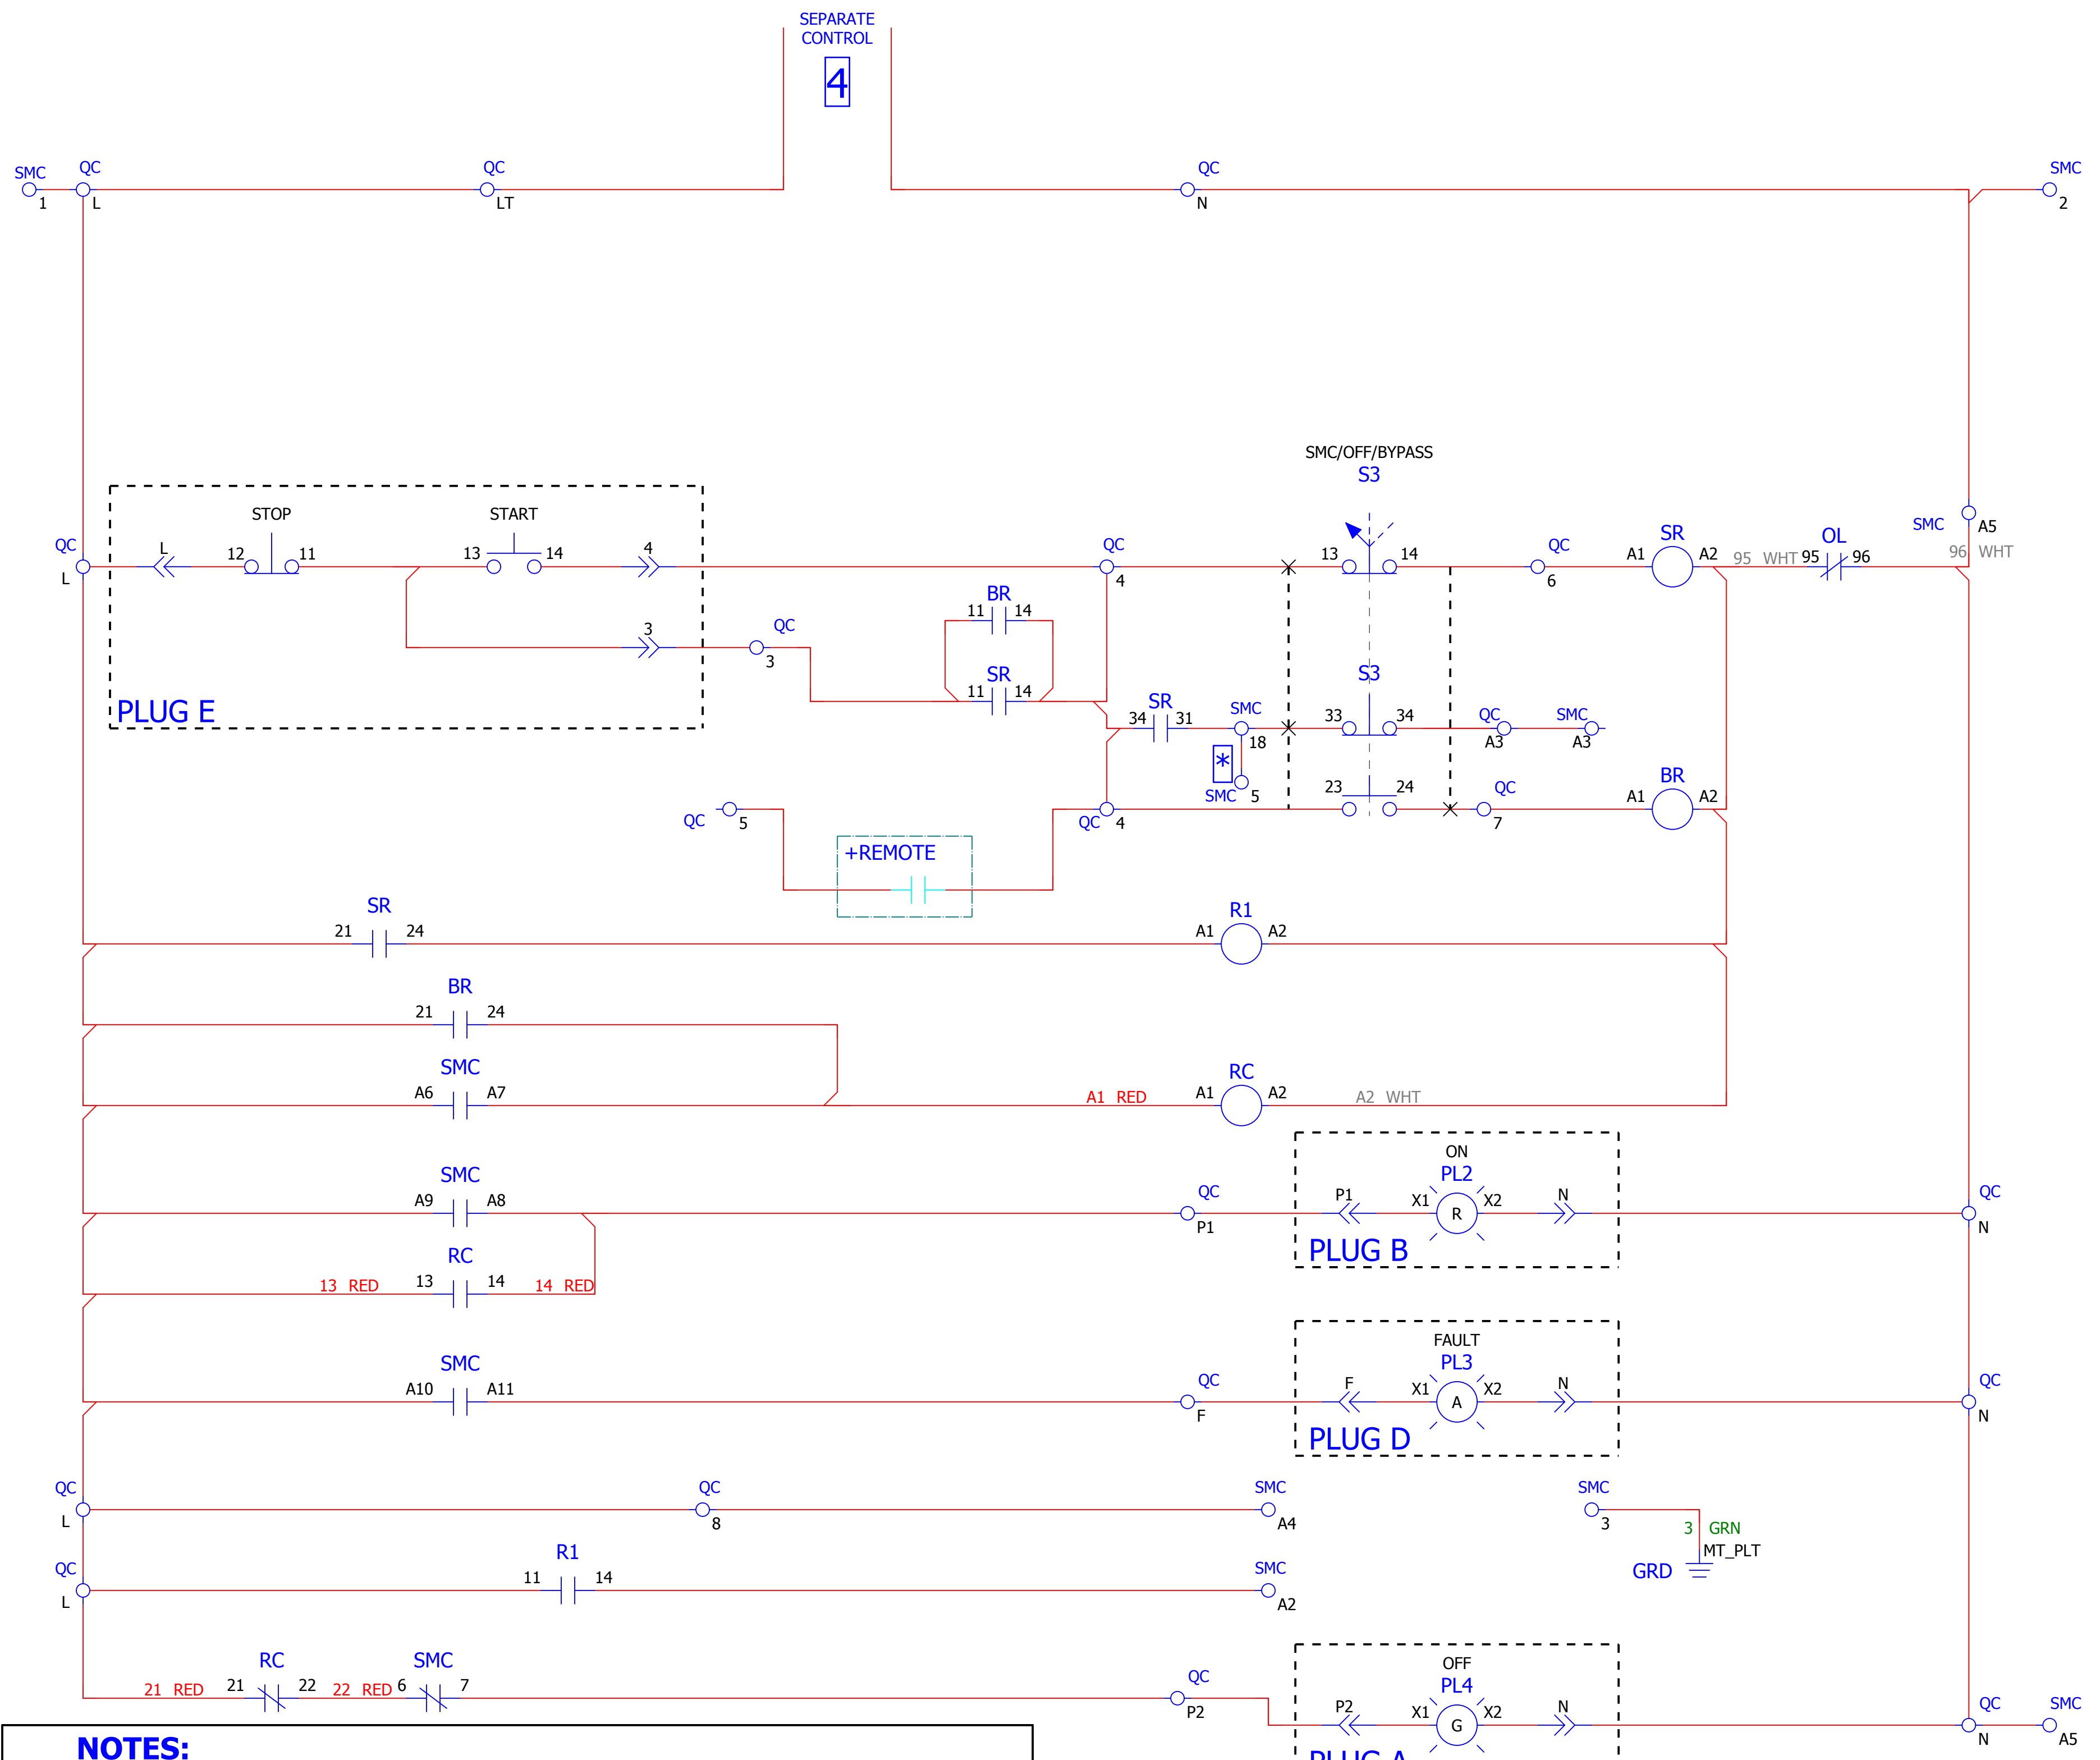 SEPARATE
CONTROL
4
SMC QC QC QC SMC
1 L LT N 2
SMC/OFF/BYPASS
S3
STOP START
QC L 12 11 13 14 4 QC 13 14 QC SR OL SMC A5
L 4 6 A1 A2 95 WHT 95 96 96 WHT
BR
11 14
3 QC
3
SR
11 14
S3
PLUG E
SR SMC QC SMC
34 31 18 33 34 A3 A3
*
SMC 5
23 24 QC BR
QC 5 QC 4 7 A1 A2
+REMOTE
SR R1
21 24 A1 A2
BR
21 24
SMC RC
A6 A7 A1 RED A1 A2 A2 WHT
ON
SMC PL2
A9 A8 QC P1 X1 R X2 N QC
P1 N
PLUG B
RC
13 RED 13 14 14 RED
FAULT
SMC PL3
A10 A11 QC F X1 A X2 N QC
F N
PLUG D
QC QC SMC SMC
L 8 A4 3
3 GRN
MT_PLT
GRD
QC R1 SMC
L 11 14 A2
OFF
RC SMC PL4
21 RED 21 22 22 RED 6 7 QC P2 X1 G X2 N QC SMC
P2 N A5
PLUG A
NOTES: